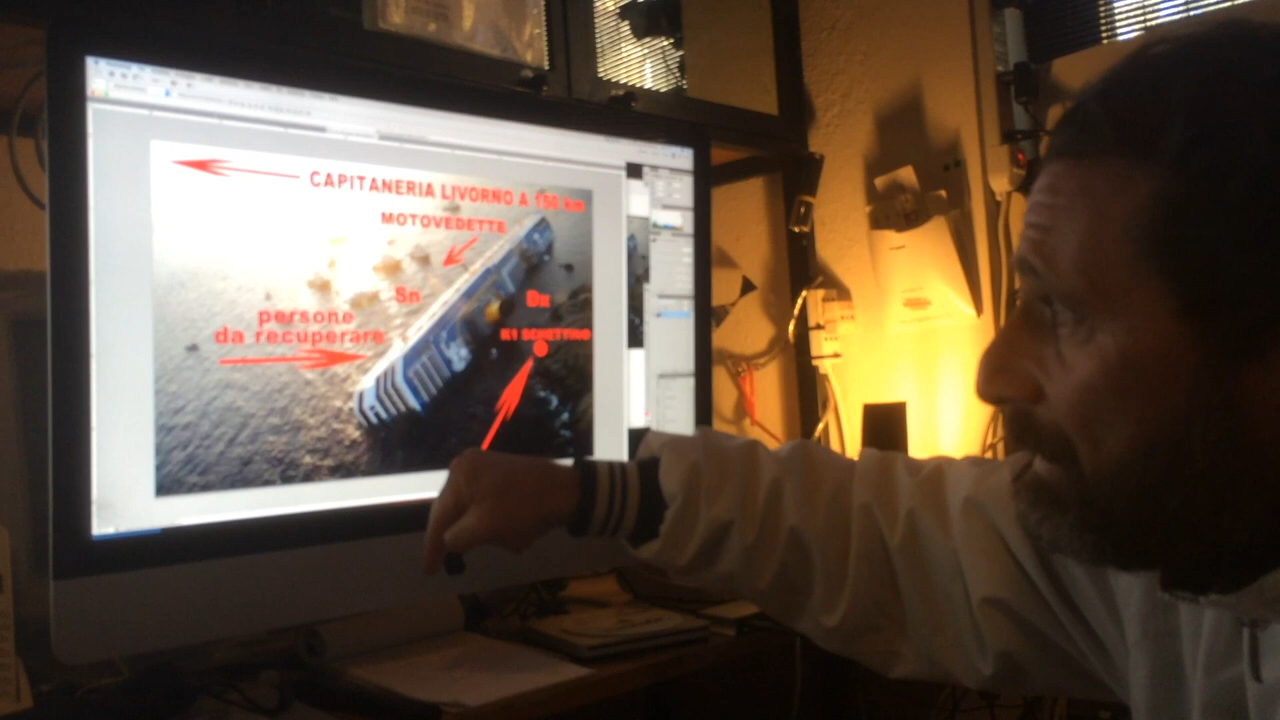 CAPITANERIA LIVORNO A 150 km
MOTOVEDETTE
Sn
Dx
persone
da recuperare
K1 SCHETTINO